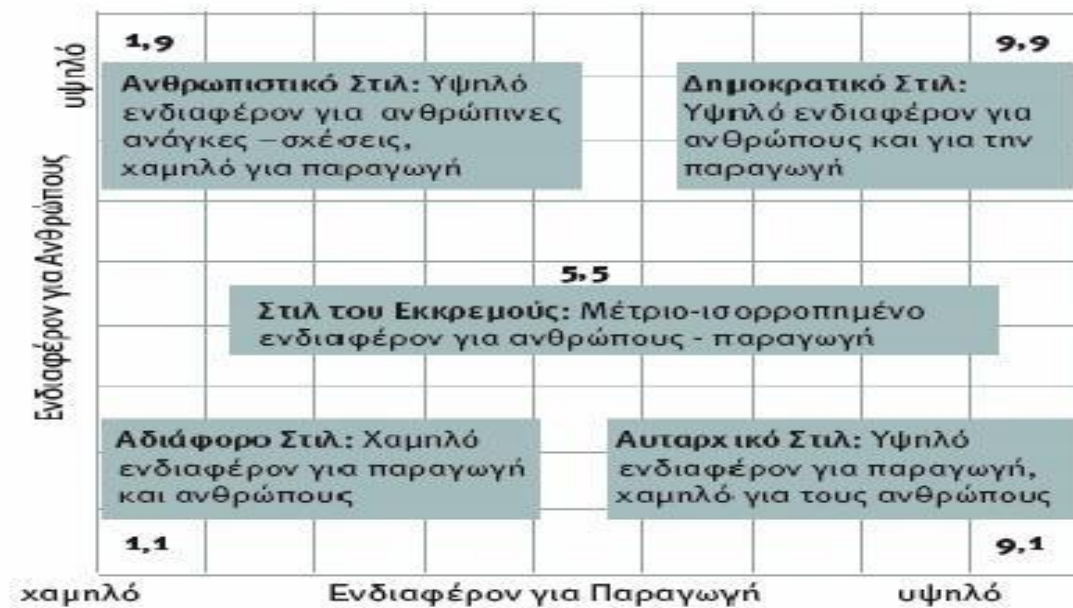 υψηλό
Ενδιαφέρον για Ανθρώπους
1,9
Ανθρωπιστικό Στιλ: Υψηλό
ενδιαφέρον για ανθρώπινες
ανάγκες – σχέσεις,
χαμηλό για παραγωγή
9,9
Δημοκρατικό Στιλ:
Υψηλό ενδιαφέρον για
ανθρώπους και για την
παραγωγή
5,5
Στιλ του Εκκρεμούς: Μέτριο-ισορροπημένο
ενδιαφέρον για ανθρώπους - παραγωγή
Αδιάφορο Στιλ: Χαμηλό
ενδιαφέρον για παραγωγή
και ανθρώπους
1,1
Αυταρχικό Στιλ: Υψηλό
ενδιαφέρον για παραγωγή,
χαμηλό για τους ανθρώπους
9,1
χαμηλό
Ενδιαφέρον για Παραγωγή
υψηλό